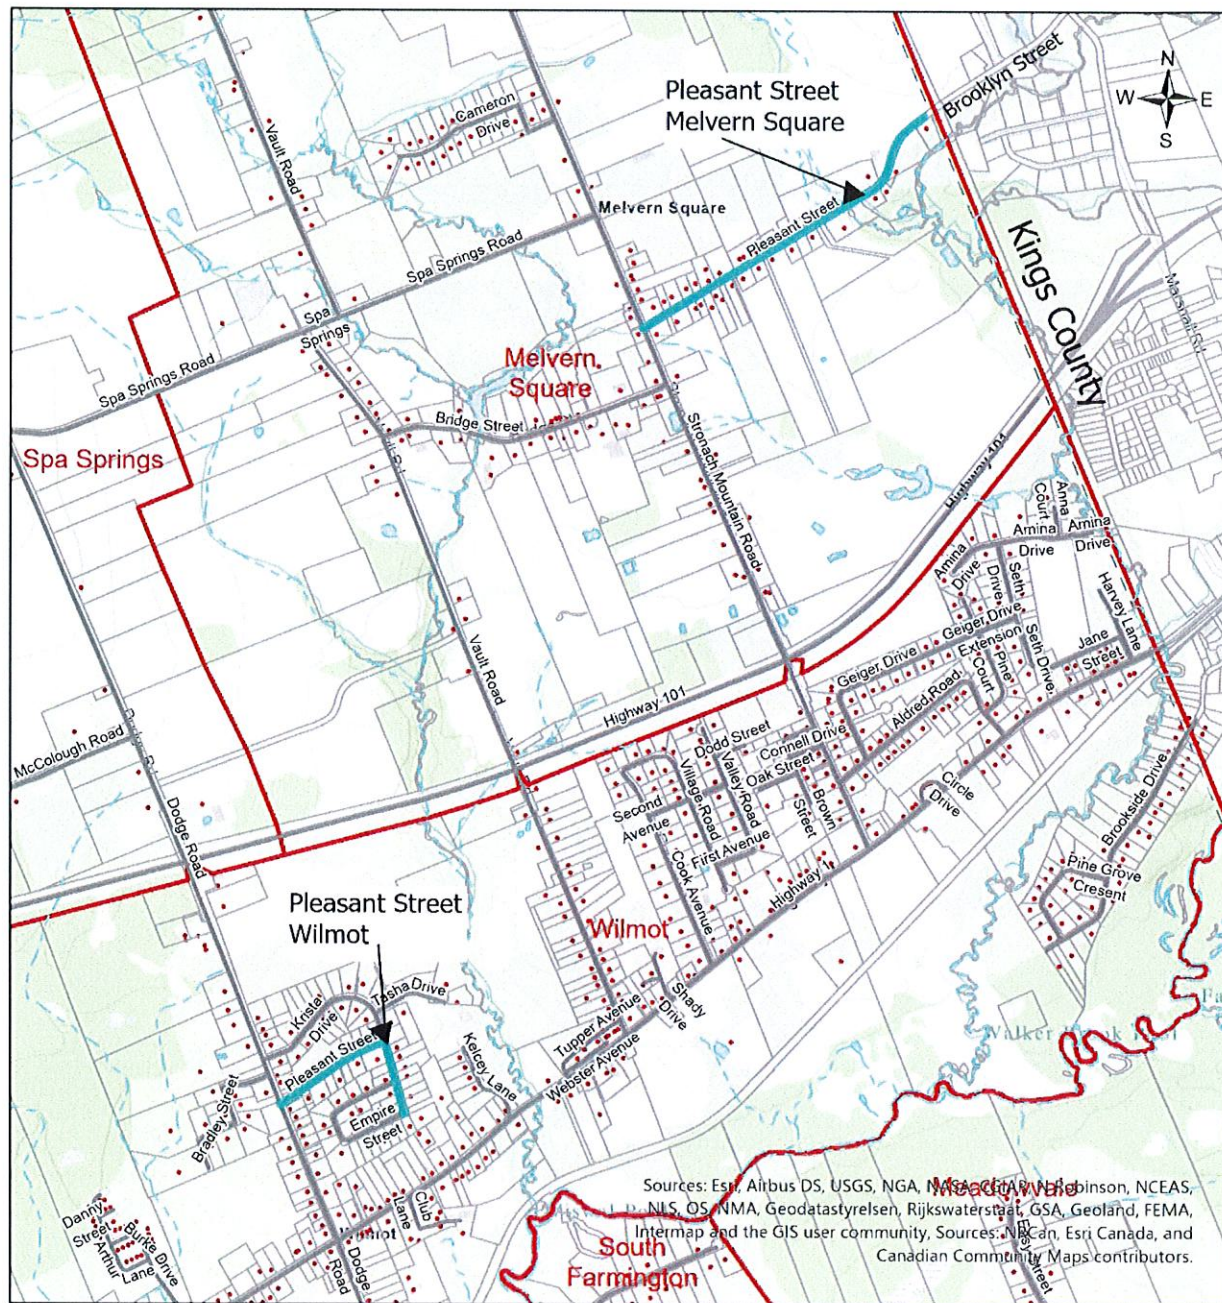 Brooklyn Street
N
W
E
S
Pleasant Street
Melvern Square
Cameron
Drive
Vault Road
Melvern Square
Pleasant Street
Spa Springs Road
Kings County
Spa
Springs
Spa Springs Road
Melvern
Square
Bridge Street
Spa Springs
Stronach Mountain Road
Highway 101
Anna
Court
Amina
Drive
Amina
Drive
Amina
Drive
Seth
Drive
Harvey Lane
Geiger Drive
Extension
Seth Drive
Jane
Street
Vault Road
Geiger Drive
Pine
Court
Aldred Road
Highway 101
McColough Road
Dodd Street
Connell Drive
Valley Road
Oak Street
Village Road
Second
Avenue
Brown
Street
Circle
Drive
Dodge Road
Brookside Drive
First Avenue
Cook Avenue
Highway 1
Pine Grove
Cresent
Pleasant Street
Wilmot
Wilmot
Tasha Drive
Krista
Drive
Shady
Drive
Tupper Avenue
Webster Avenue
Kelcey Lane
Pleasant Street
Bradley Street
Empire
Street
Meadowvale
Sources: Esri, Airbus DS, USGS, NGA, NASA, CGIAR, N Robinson, NCEAS,
NLS, OS, NMA, Geodatastyrelsen, Rijkswaterstaat, GSA, Geoland, FEMA,
Intermap and the GIS user community, Sources: NRCan, Esri Canada, and
Canadian Community Maps contributors.
Danny
Street
Burke Drive
Arthur
Lane
Club
Lane
Dodge
Road
South
Farmington
Street